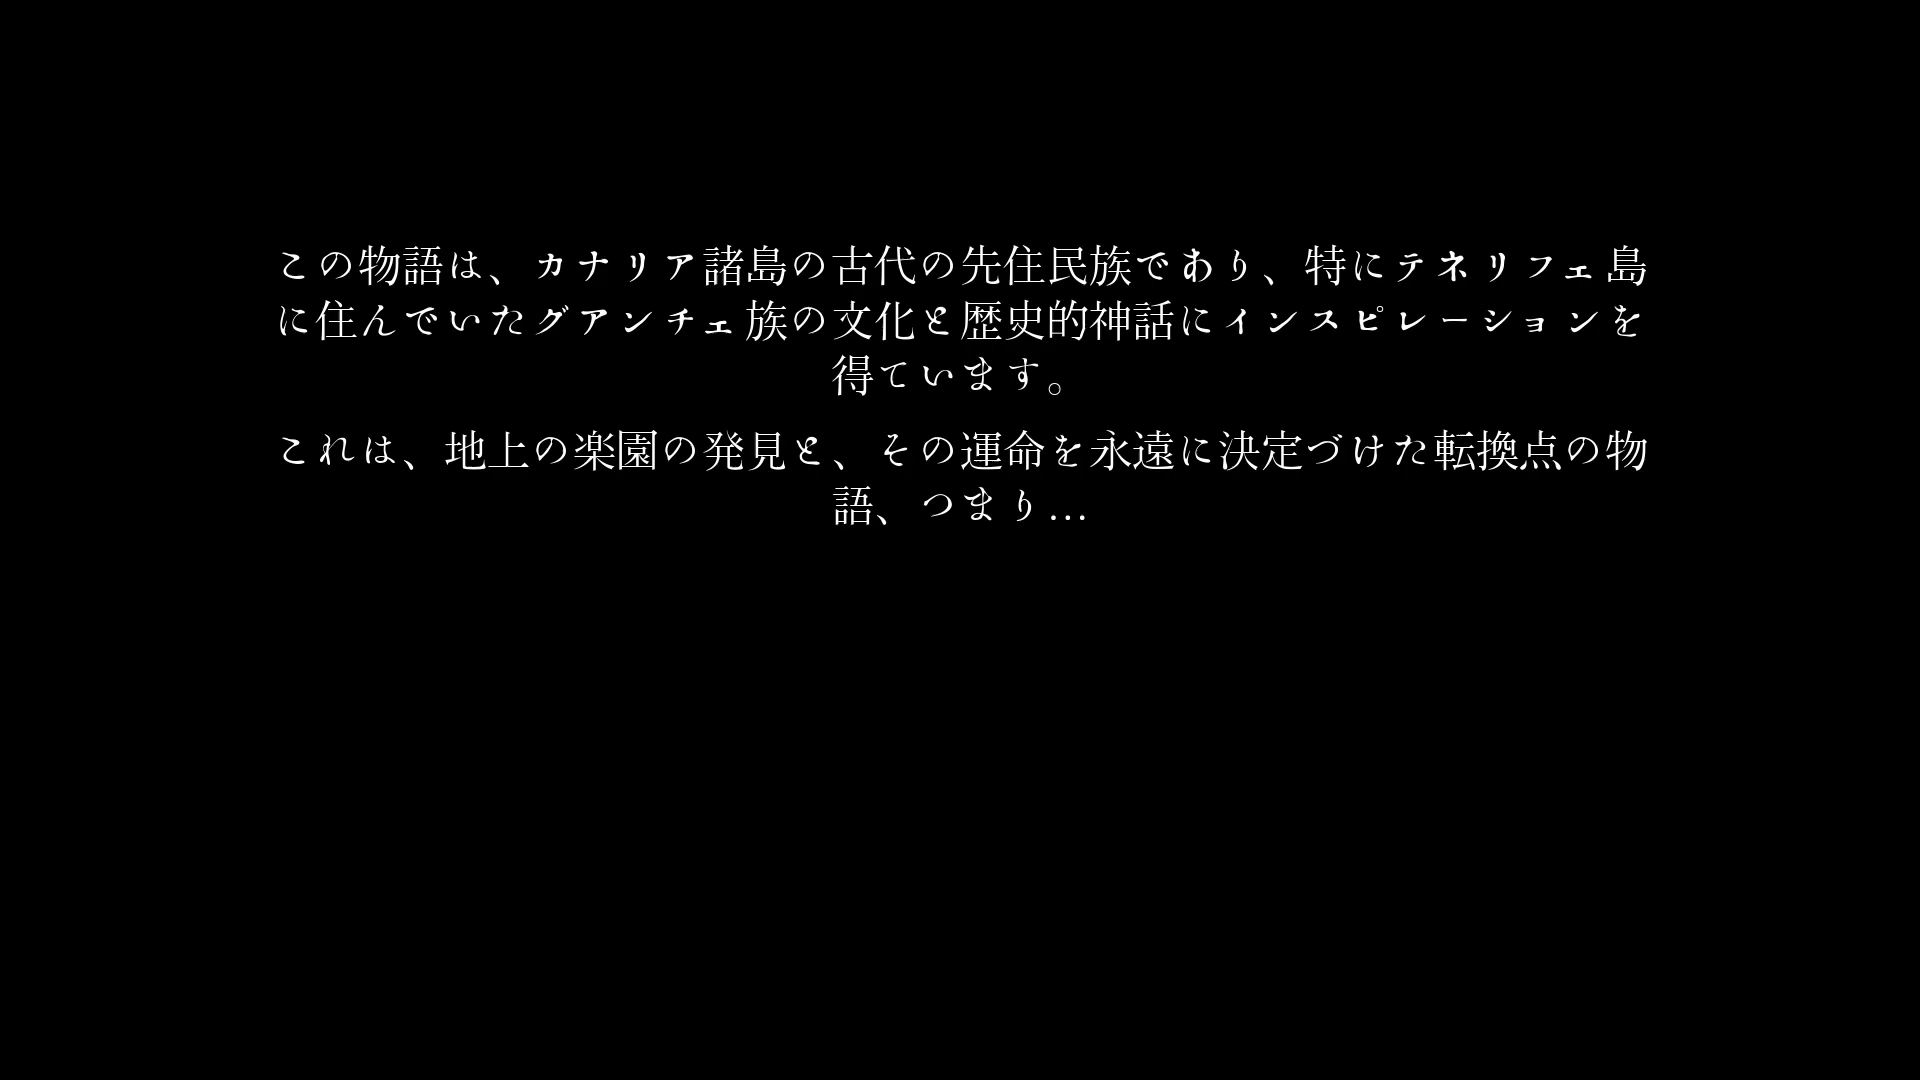 この物語は、カナリア諸島の古代の先住民族であり、特にテネリフェ島
に住んでいたグアンチェ族の文化と歴史的神話にインスピレーションを
得ています。
これは、地上の楽園の発見と、その運命を永遠に決定づけた転換点の物
語、つまり...